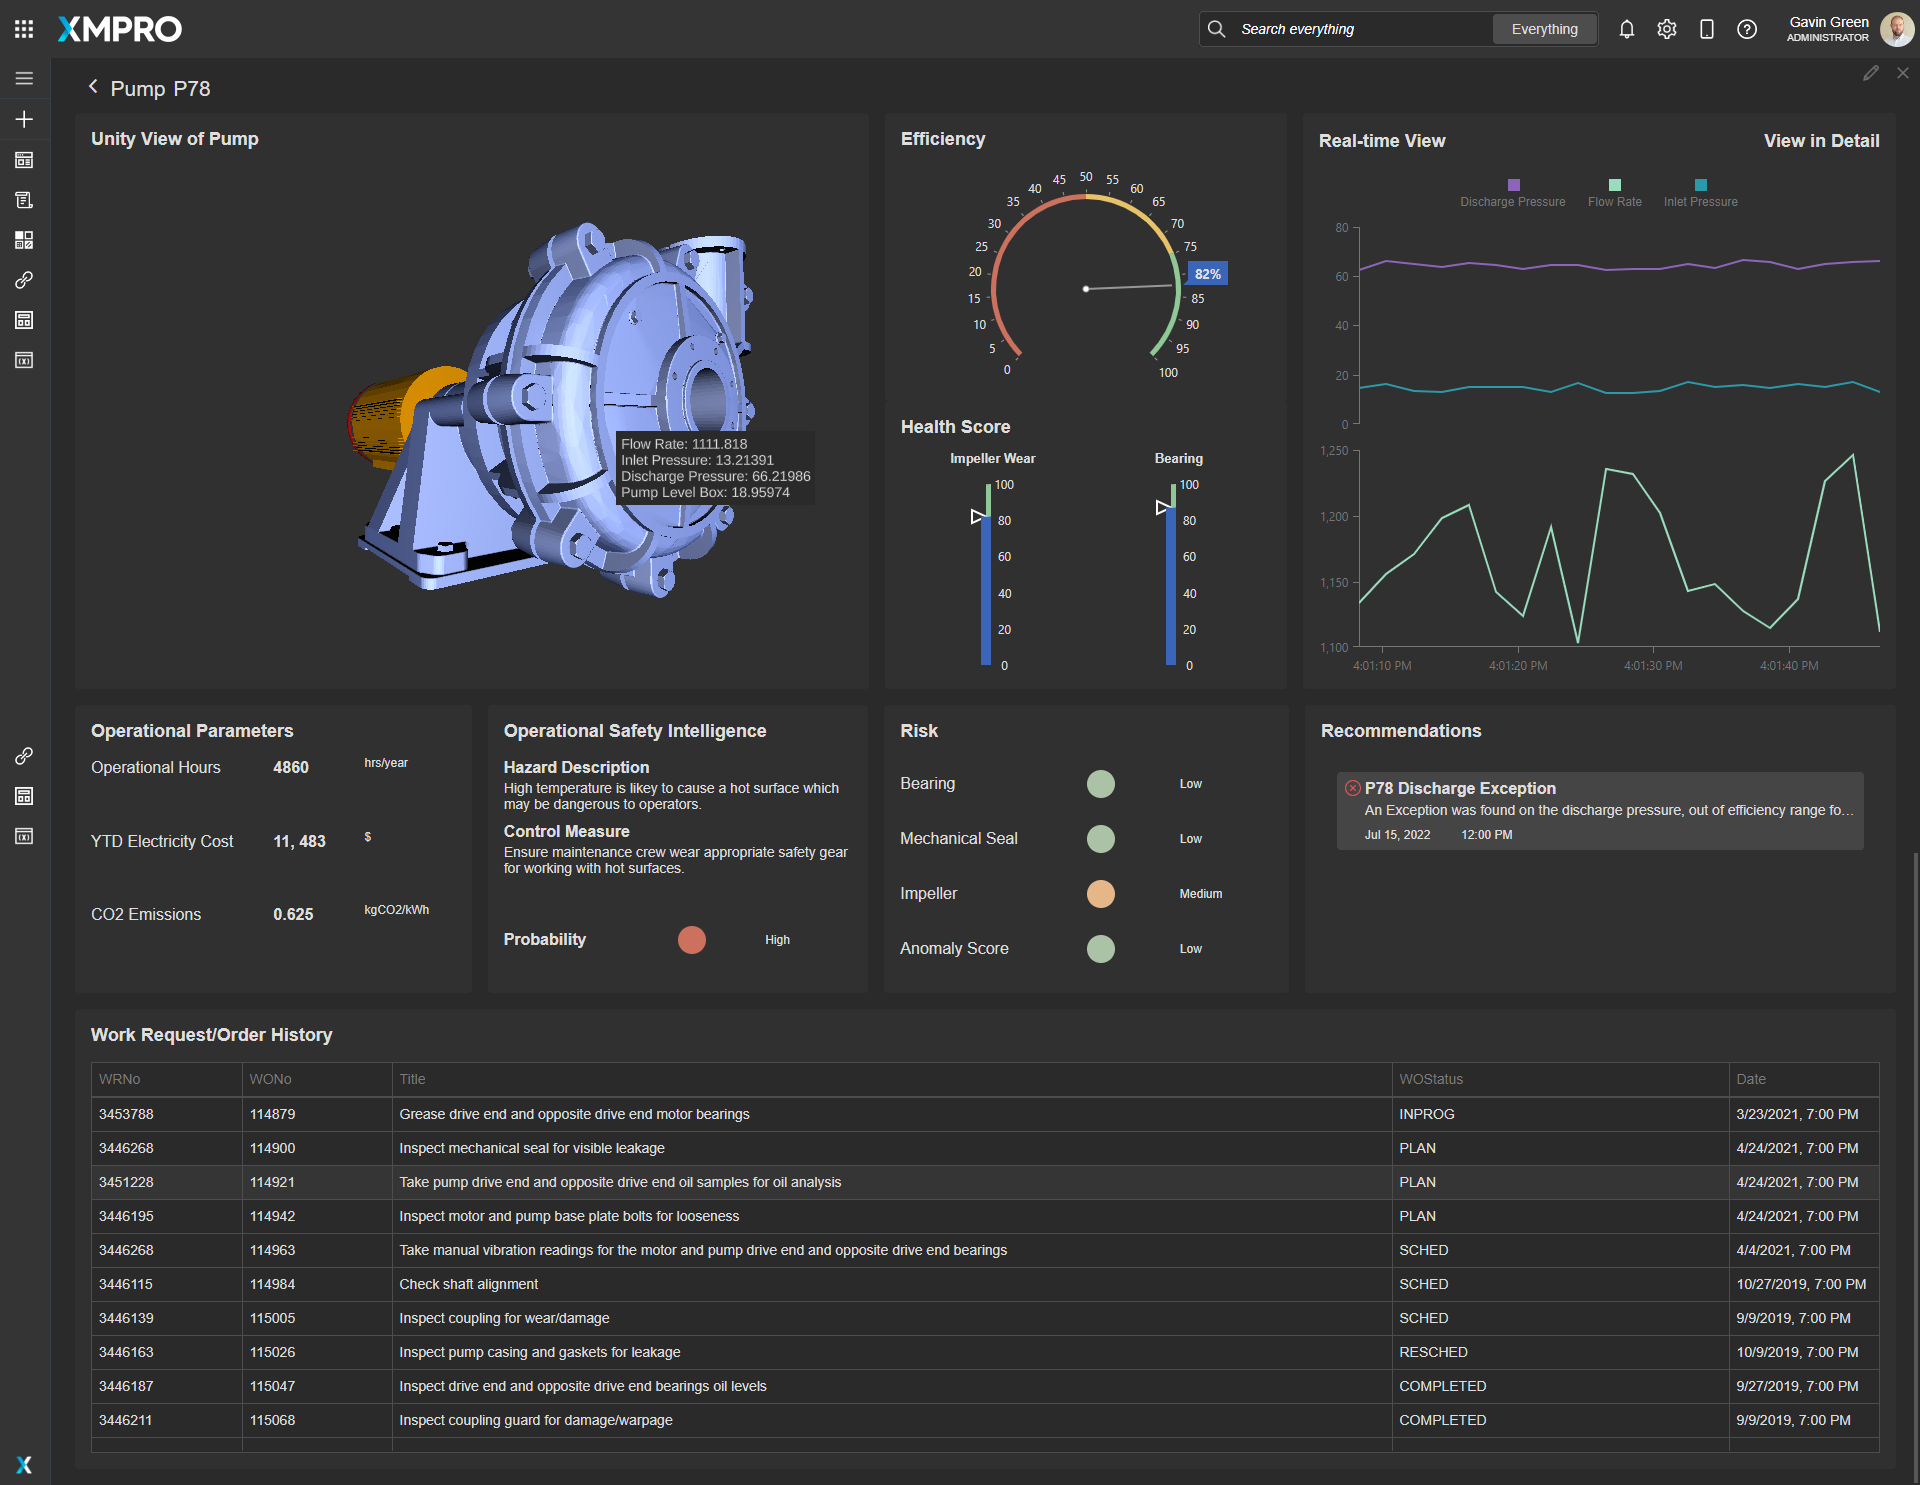 XMPRO
Search everything
Everything
Gavin Green
ADMINISTRATOR
Pump P78
Unity View of Pump
Flow Rate: 1111.818
Inlet Pressure: 13.21391
Discharge Pressure: 66.21986
Pump Level Box: 18.95974
Efficiency
0
5
10
15
20
25
30
35
40
45
50
55
60
65
70
75
82%
85
90
95
100
Health Score
Impeller Wear
100
80
60
40
20
0
Bearing
100
80
60
40
20
0
Real-time View
View in Detail
Discharge Pressure
Flow Rate
Inlet Pressure
80
60
40
20
0
1,250
1,200
1,150
1,100
4:01:10 PM
4:01:20 PM
4:01:30 PM
4:01:40 PM
Operational Parameters
Operational Hours 4860 hrs/year
YTD Electricity Cost 11, 483 $
CO2 Emissions 0.625 kgCO2/kWh
Operational Safety Intelligence
Hazard Description
High temperature is likey to cause a hot surface which
may be dangerous to operators.
Control Measure
Ensure maintenance crew wear appropriate safety gear
for working with hot surfaces.
Probability High
Risk
Bearing Low
Mechanical Seal Low
Impeller Medium
Anomaly Score Low
Recommendations
P78 Discharge Exception
An Exception was found on the discharge pressure, out of efficiency range fo...
Jul 15, 2022 12:00 PM
Work Request/Order History
WRNo WONo Title WOStatus Date
3453788 114879 Grease drive end and opposite drive end motor bearings INPROG 3/23/2021, 7:00 PM
3446268 114900 Inspect mechanical seal for visible leakage PLAN 4/24/2021, 7:00 PM
3451228 114921 Take pump drive end and opposite drive end oil samples for oil analysis PLAN 4/24/2021, 7:00 PM
3446195 114942 Inspect motor and pump base plate bolts for looseness PLAN 4/24/2021, 7:00 PM
3446268 114963 Take manual vibration readings for the motor and pump drive end and opposite drive end bearings SCHED 4/4/2021, 7:00 PM
3446115 114984 Check shaft alignment SCHED 10/27/2019, 7:00 PM
3446139 115005 Inspect coupling for wear/damage SCHED 9/9/2019, 7:00 PM
3446163 115026 Inspect pump casing and gaskets for leakage RESCHED 10/9/2019, 7:00 PM
3446187 115047 Inspect drive end and opposite drive end bearings oil levels COMPLETED 9/27/2019, 7:00 PM
3446211 115068 Inspect coupling guard for damage/warpage COMPLETED 9/9/2019, 7:00 PM